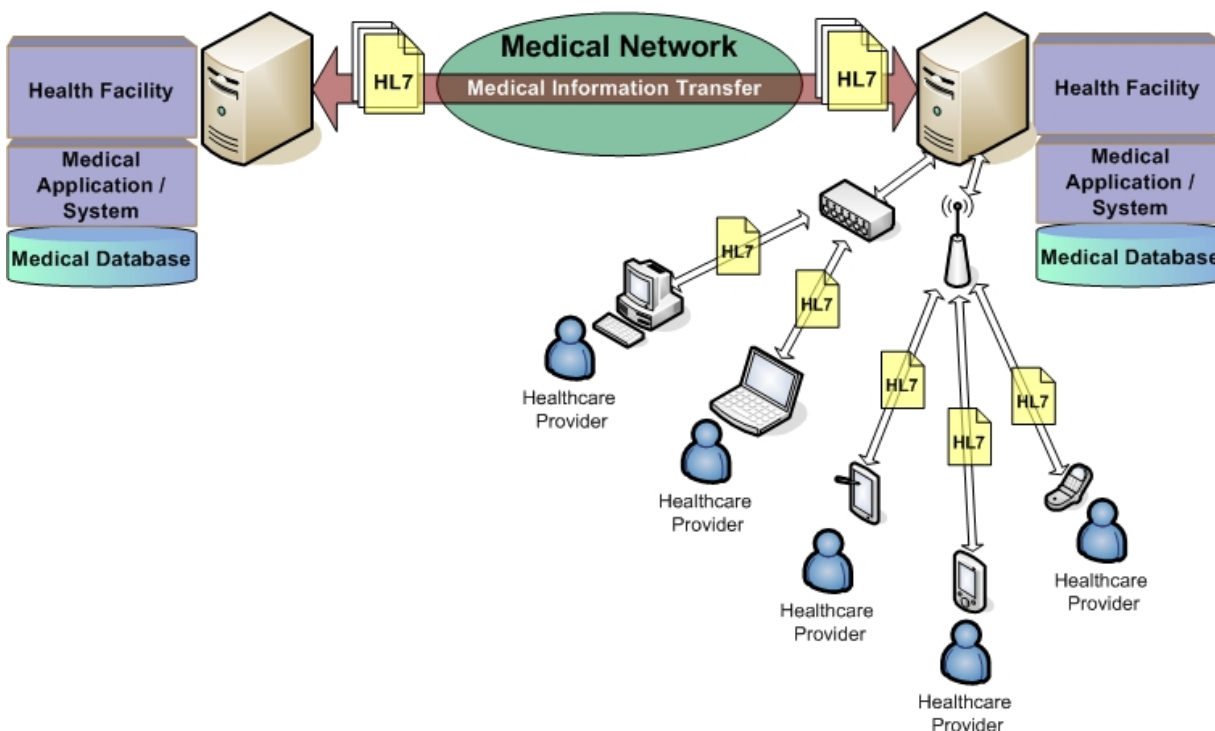 Medical Network
Medical Information Transfer
HL7
HL7
Health Facility
Medical
Application /
System
Medical Database
Health Facility
Medical
Application /
System
Medical Database
HL7
HL7
HL7
HL7
HL7
Healthcare
Provider
Healthcare
Provider
Healthcare
Provider
Healthcare
Provider
Healthcare
Provider